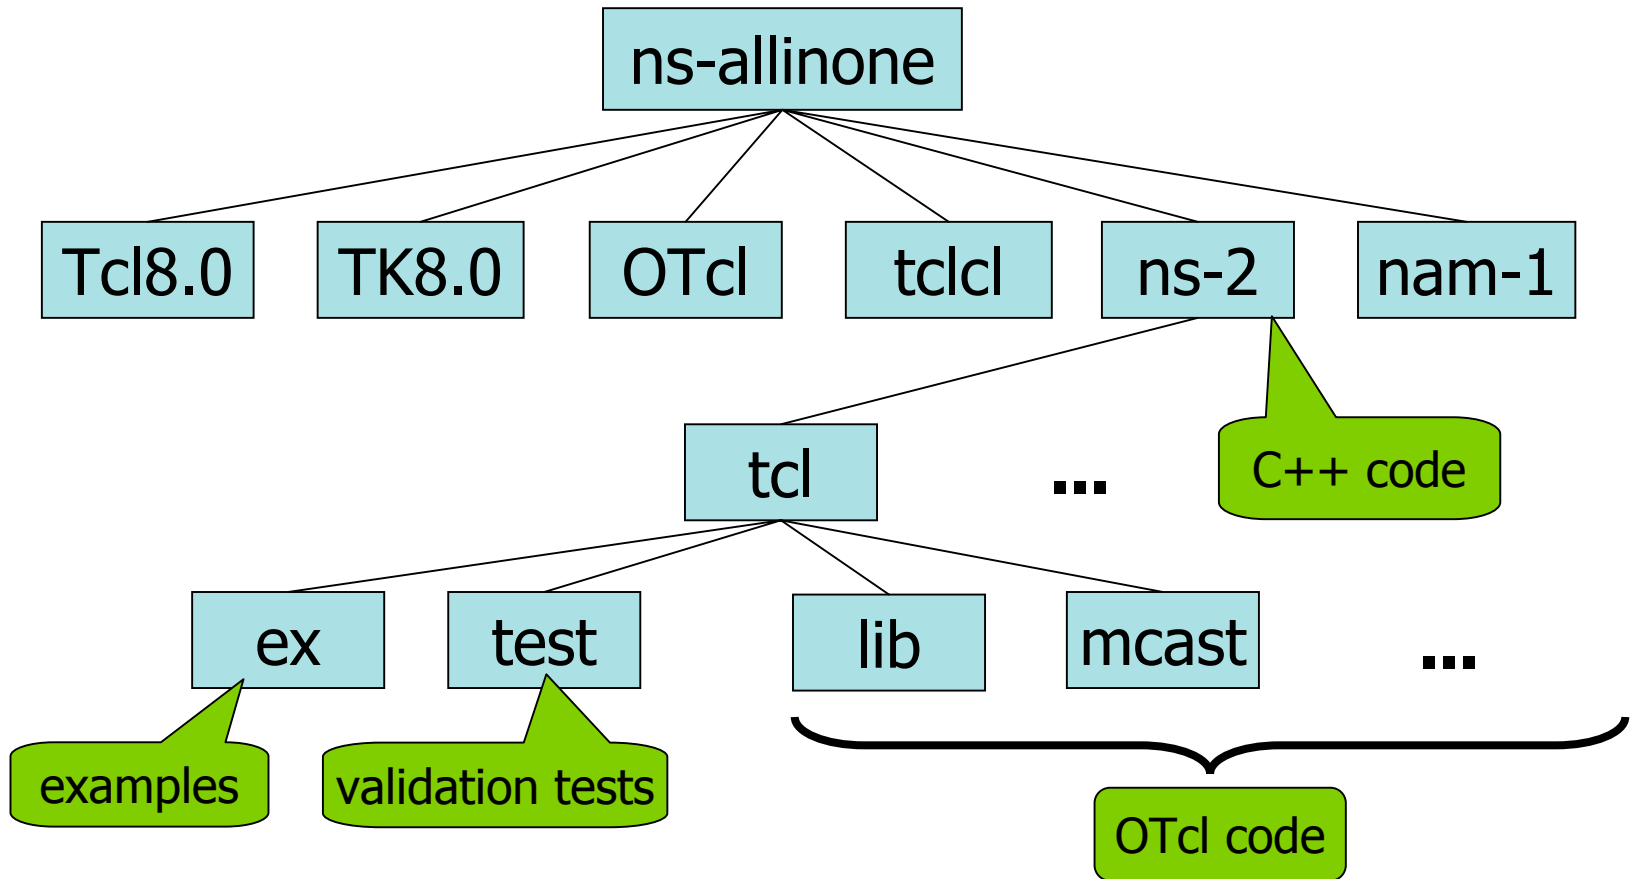 ns-allinone
Tcl8.0
TK8.0
OTcl
tclcl
ns-2
nam-1
tcl
...
C++ code
ex
test
lib
mcast
...
examples
validation tests
OTcl code